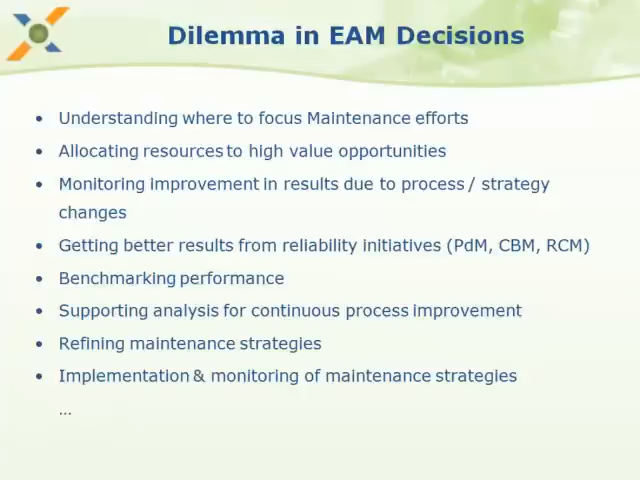 Dilemma in EAM Decisions
• Understanding where to focus Maintenance efforts
• Allocating resources to high value opportunities
• Monitoring improvement in results due to process / strategy
changes
• Getting better results from reliability initiatives (PdM, CBM, RCM)
• Benchmarking performance
• Supporting analysis for continuous process improvement
• Refining maintenance strategies
• Implementation & monitoring of maintenance strategies
...